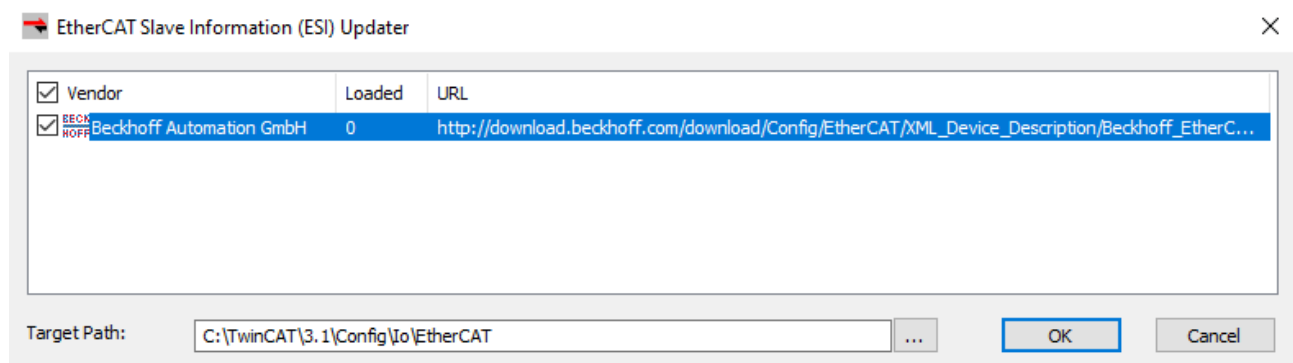 EtherCAT Slave Information (ESI) Updater
Vendor Loaded URL
BECKHOFF Beckhoff Automation GmbH 0 http://download.beckhoff.com/download/Config/EtherCAT/XML_Device_Description/Beckhoff_EtherC...
Target Path: C:\TwinCAT\3.1\Config\Io\EtherCAT ... OK Cancel